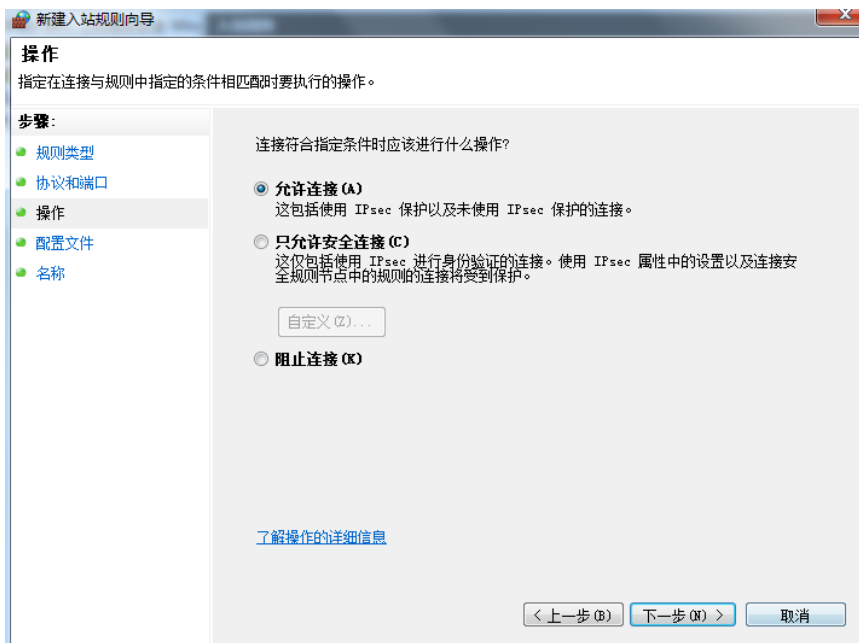 新建入站规则向导
操作
指定在连接与规则中指定的条件相匹配时要执行的操作。
步骤:
规则类型
协议和端口
操作
配置文件
名称
连接符合指定条件时应该进行什么操作?
允许连接(A)
这包括使用 IPsec 保护以及未使用 IPsec 保护的连接。
只允许安全连接(C)
这仅包括使用 IPsec 进行身份验证的连接。使用 IPsec 属性中的设置以及连接安
全规则节点中的规则的连接将受到保护。
自定义(Z)...
阻止连接(K)
了解操作的详细信息
< 上一步(B)
下一步(N) >
取消